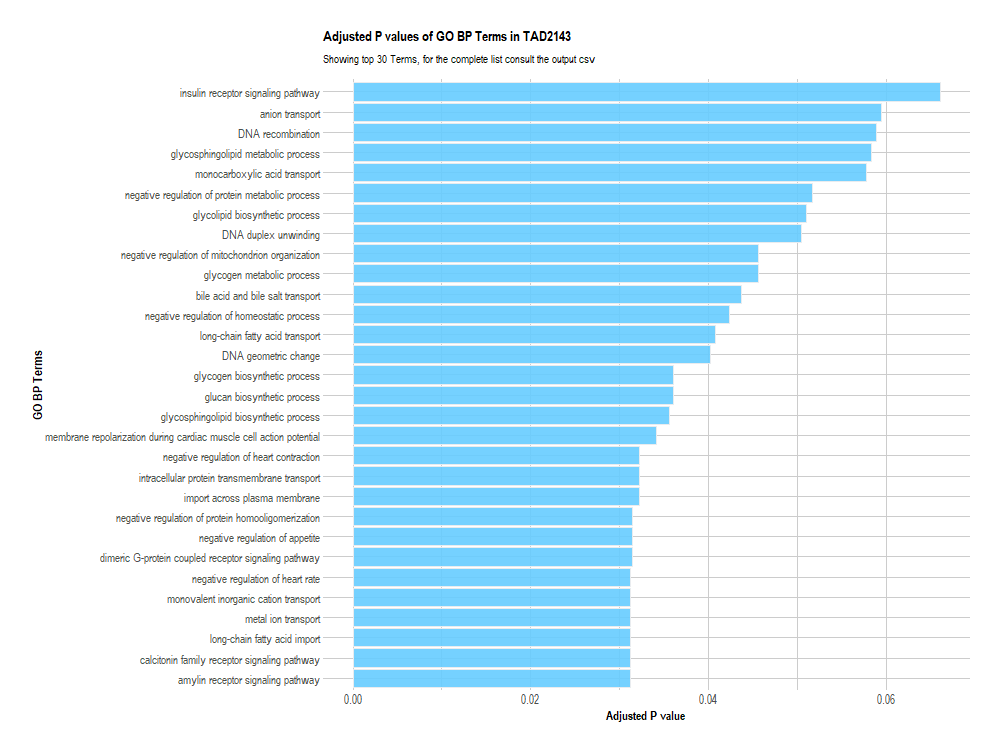 Adjusted P values of GO BP Terms in TAD2143
Showing top 30 Terms, for the complete list consult the output csv
GO BP Terms
insulin receptor signaling pathway
anion transport
DNA recombination
glycosphingolipid metabolic process
monocarboxylic acid transport
negative regulation of protein metabolic process
glycolipid biosynthetic process
DNA duplex unwinding
negative regulation of mitochondrion organization
glycogen metabolic process
bile acid and bile salt transport
negative regulation of homeostatic process
long-chain fatty acid transport
DNA geometric change
glycogen biosynthetic process
glucan biosynthetic process
glycosphingolipid biosynthetic process
membrane repolarization during cardiac muscle cell action potential
negative regulation of heart contraction
intracellular protein transmembrane transport
import across plasma membrane
negative regulation of protein homooligomerization
negative regulation of appetite
dimeric G-protein coupled receptor signaling pathway
negative regulation of heart rate
monovalent inorganic cation transport
metal ion transport
long-chain fatty acid import
calcitonin family receptor signaling pathway
amylin receptor signaling pathway
0.00 0.02 0.04 0.06
Adjusted P value